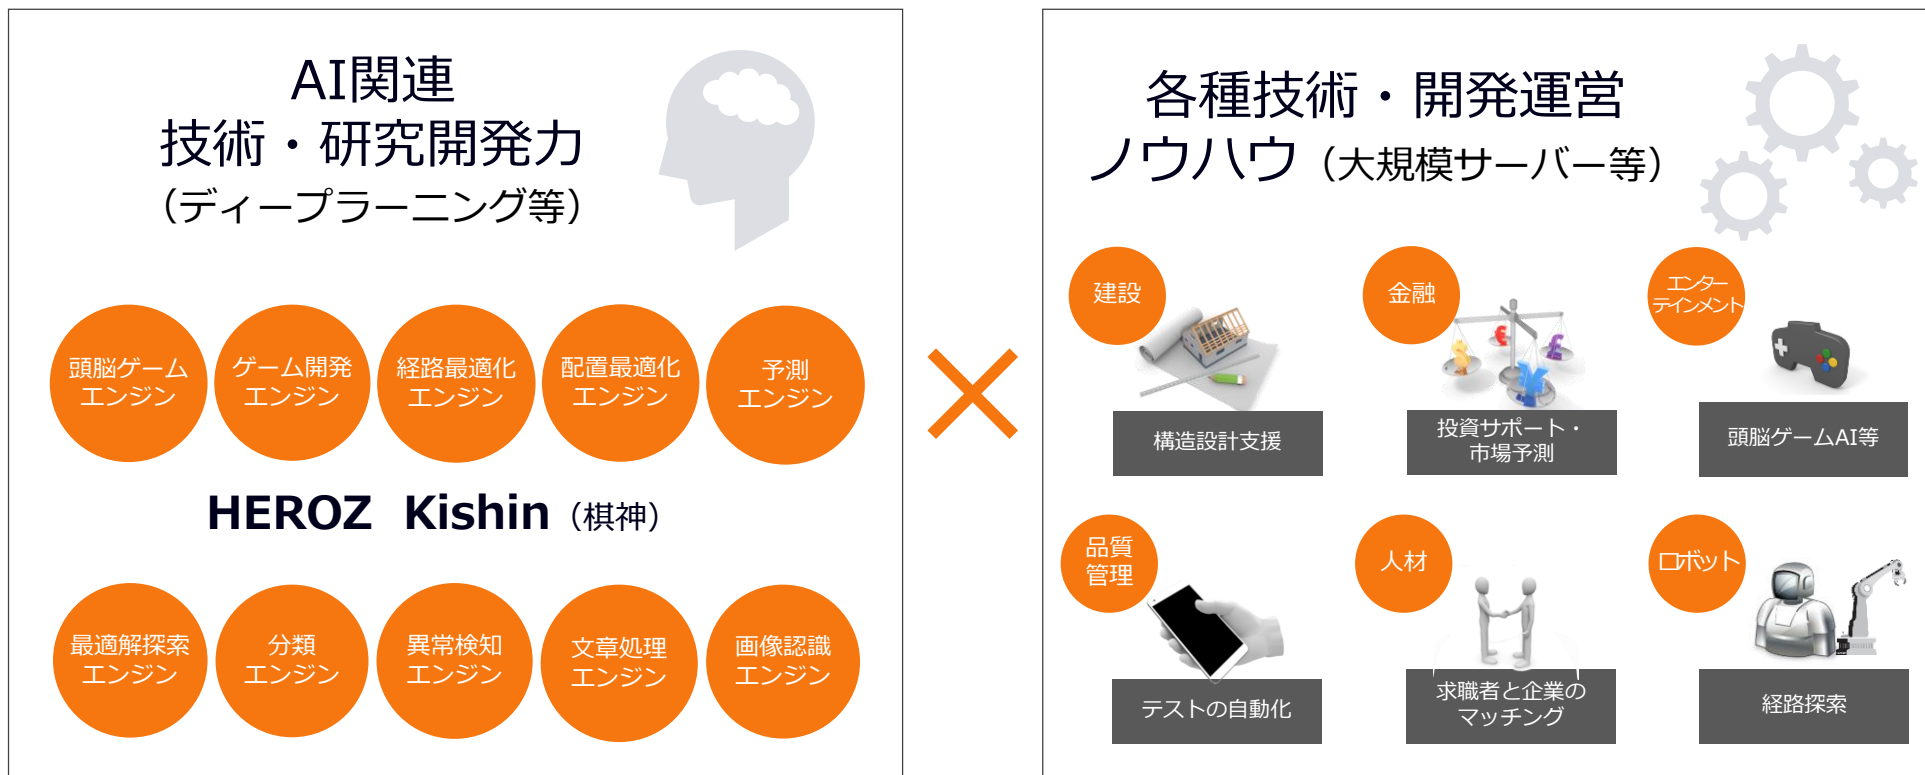 AI関連
技術・研究開発力
（ディープラーニング等）
頭脳ゲーム
エンジン
ゲーム開発
エンジン
経路最適化
エンジン
配置最適化
エンジン
予測
エンジン
HEROZ Kishin（棋神）
最適解探索
エンジン
分類
エンジン
異常検知
エンジン
文章処理
エンジン
画像認識
エンジン
各種技術・開発運営
ノウハウ（大規模サーバー等）
建設
構造設計支援
金融
投資サポート・
市場予測
エンター
テインメント
頭脳ゲームAI等
品質
管理
テストの自動化
人材
求職者と企業の
マッチング
ロボット
経路探索